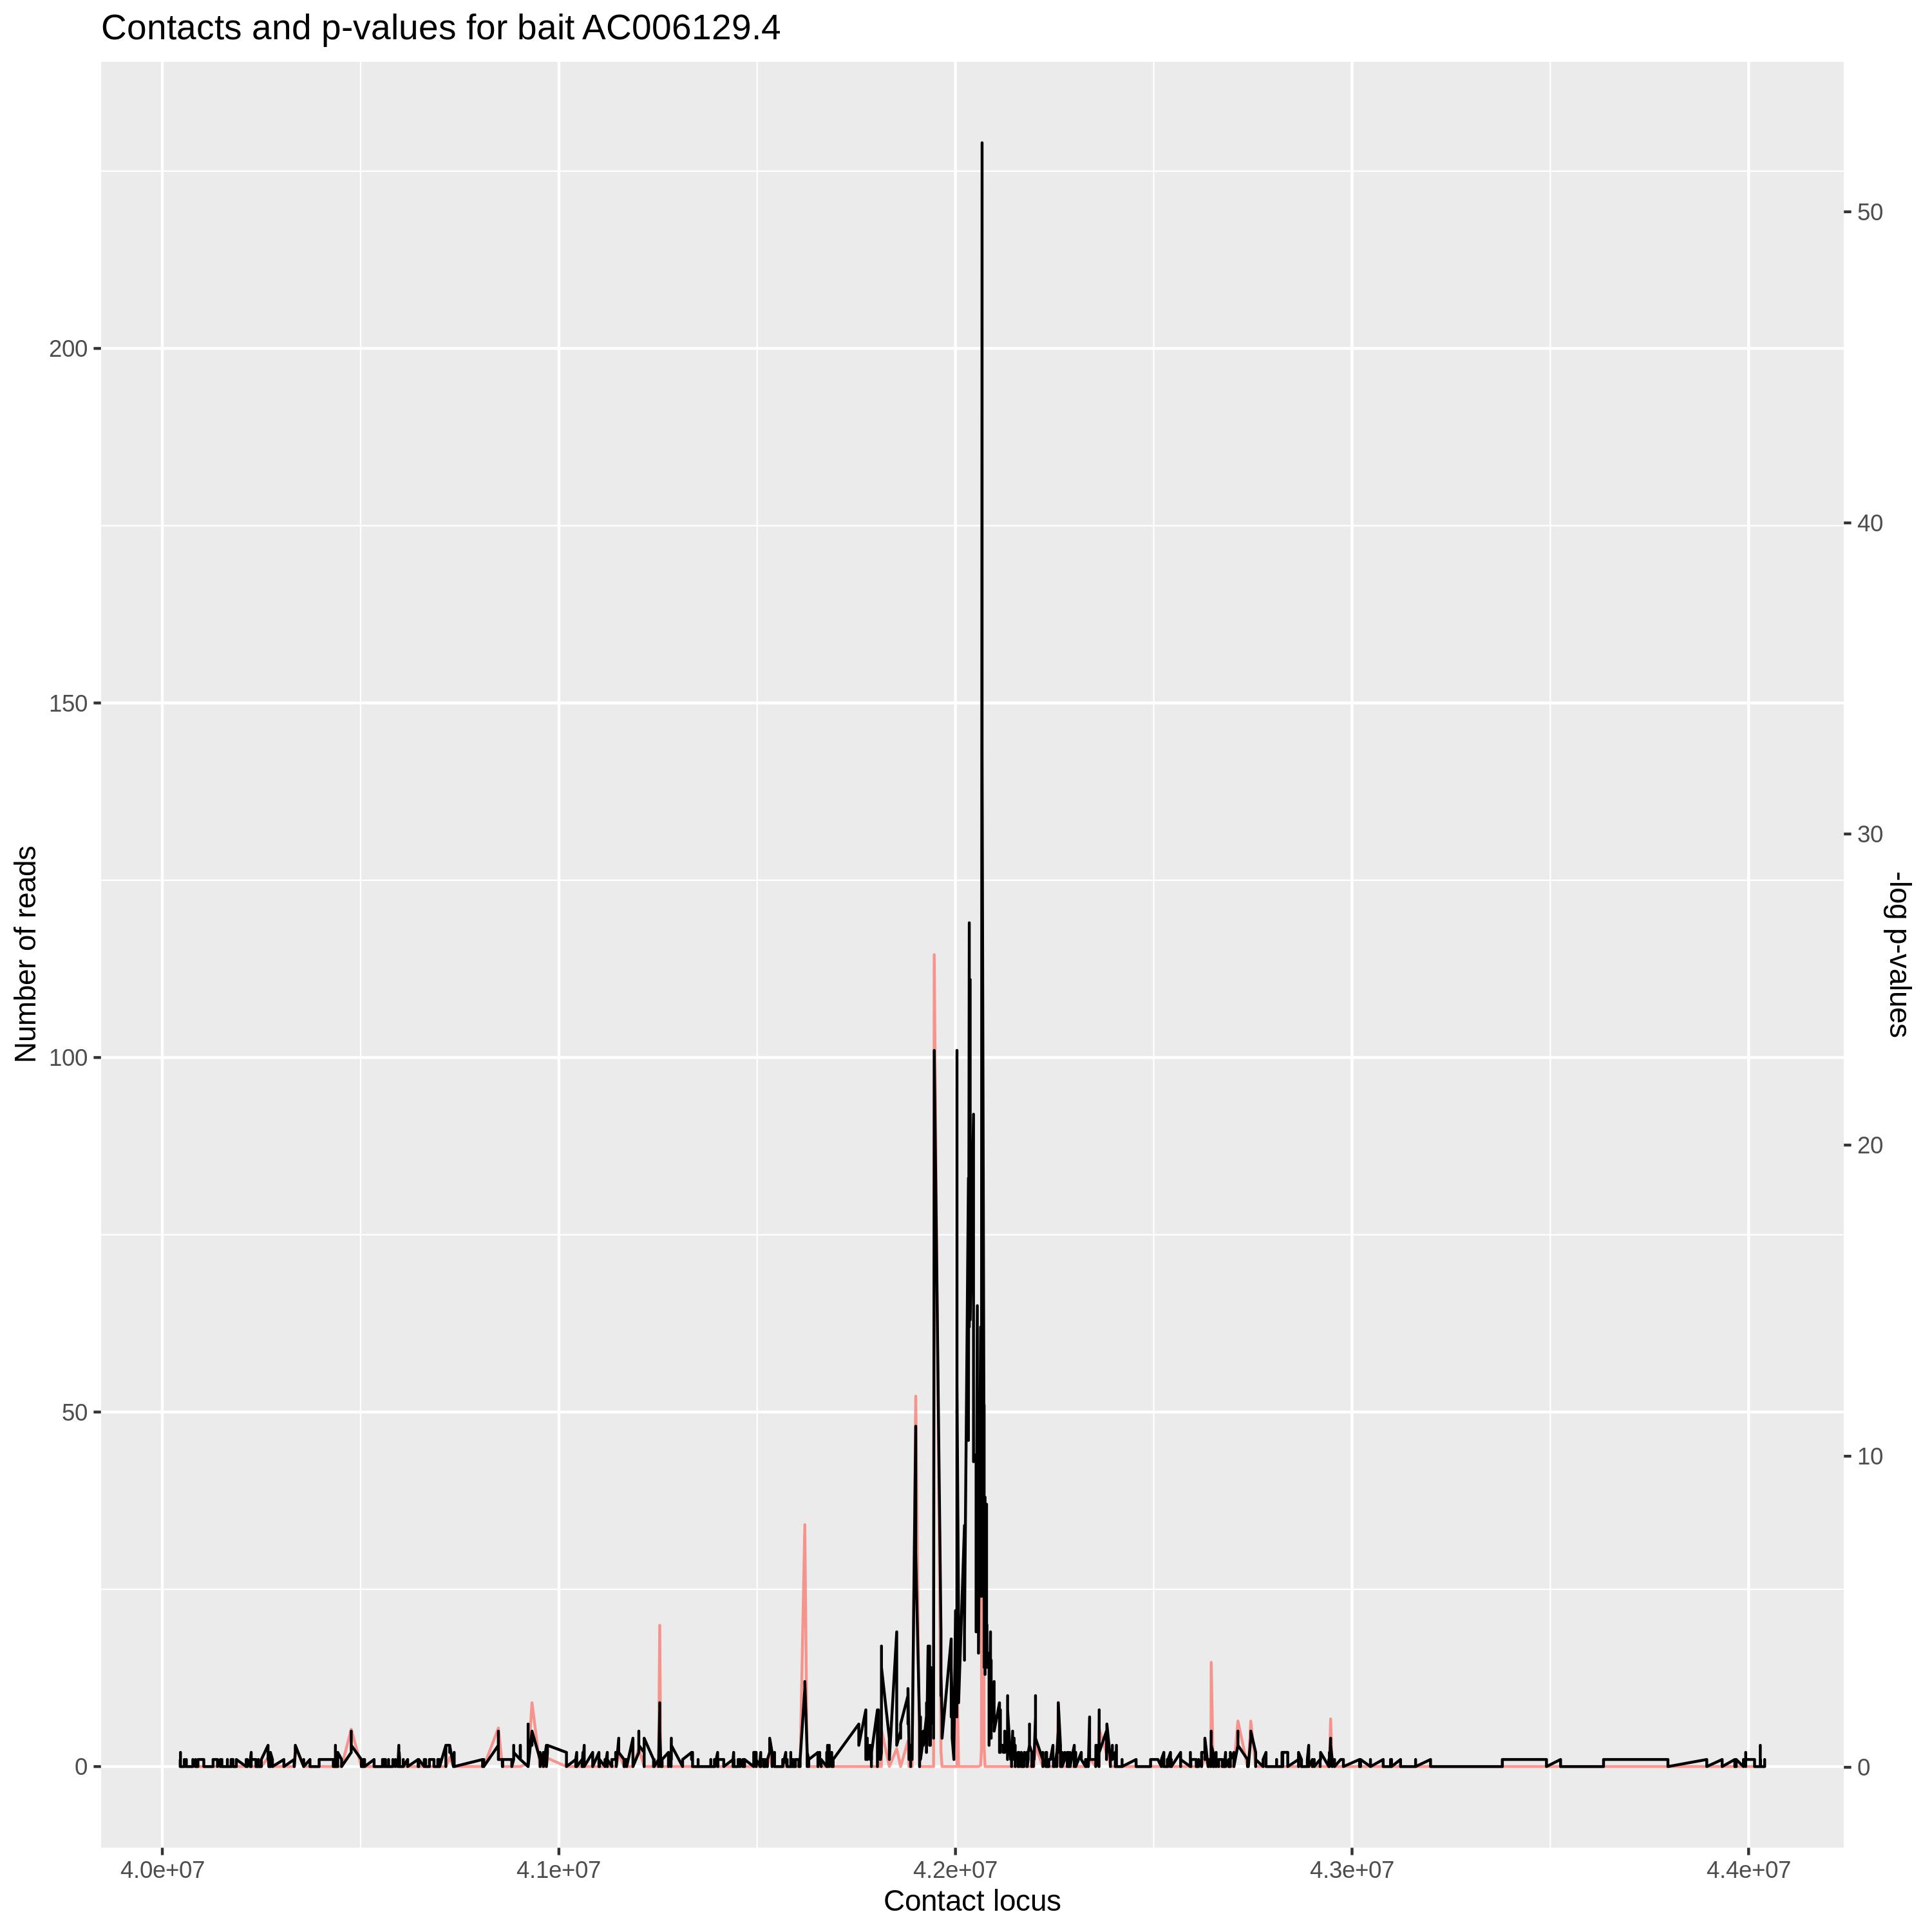 Contacts and p-values for bait AC006129.4
200
150
100
50
0
Number of reads
50
40
30
20
10
0
-log p-values
4.0e+07 4.1e+07 4.2e+07 4.3e+07 4.4e+07
Contact locus